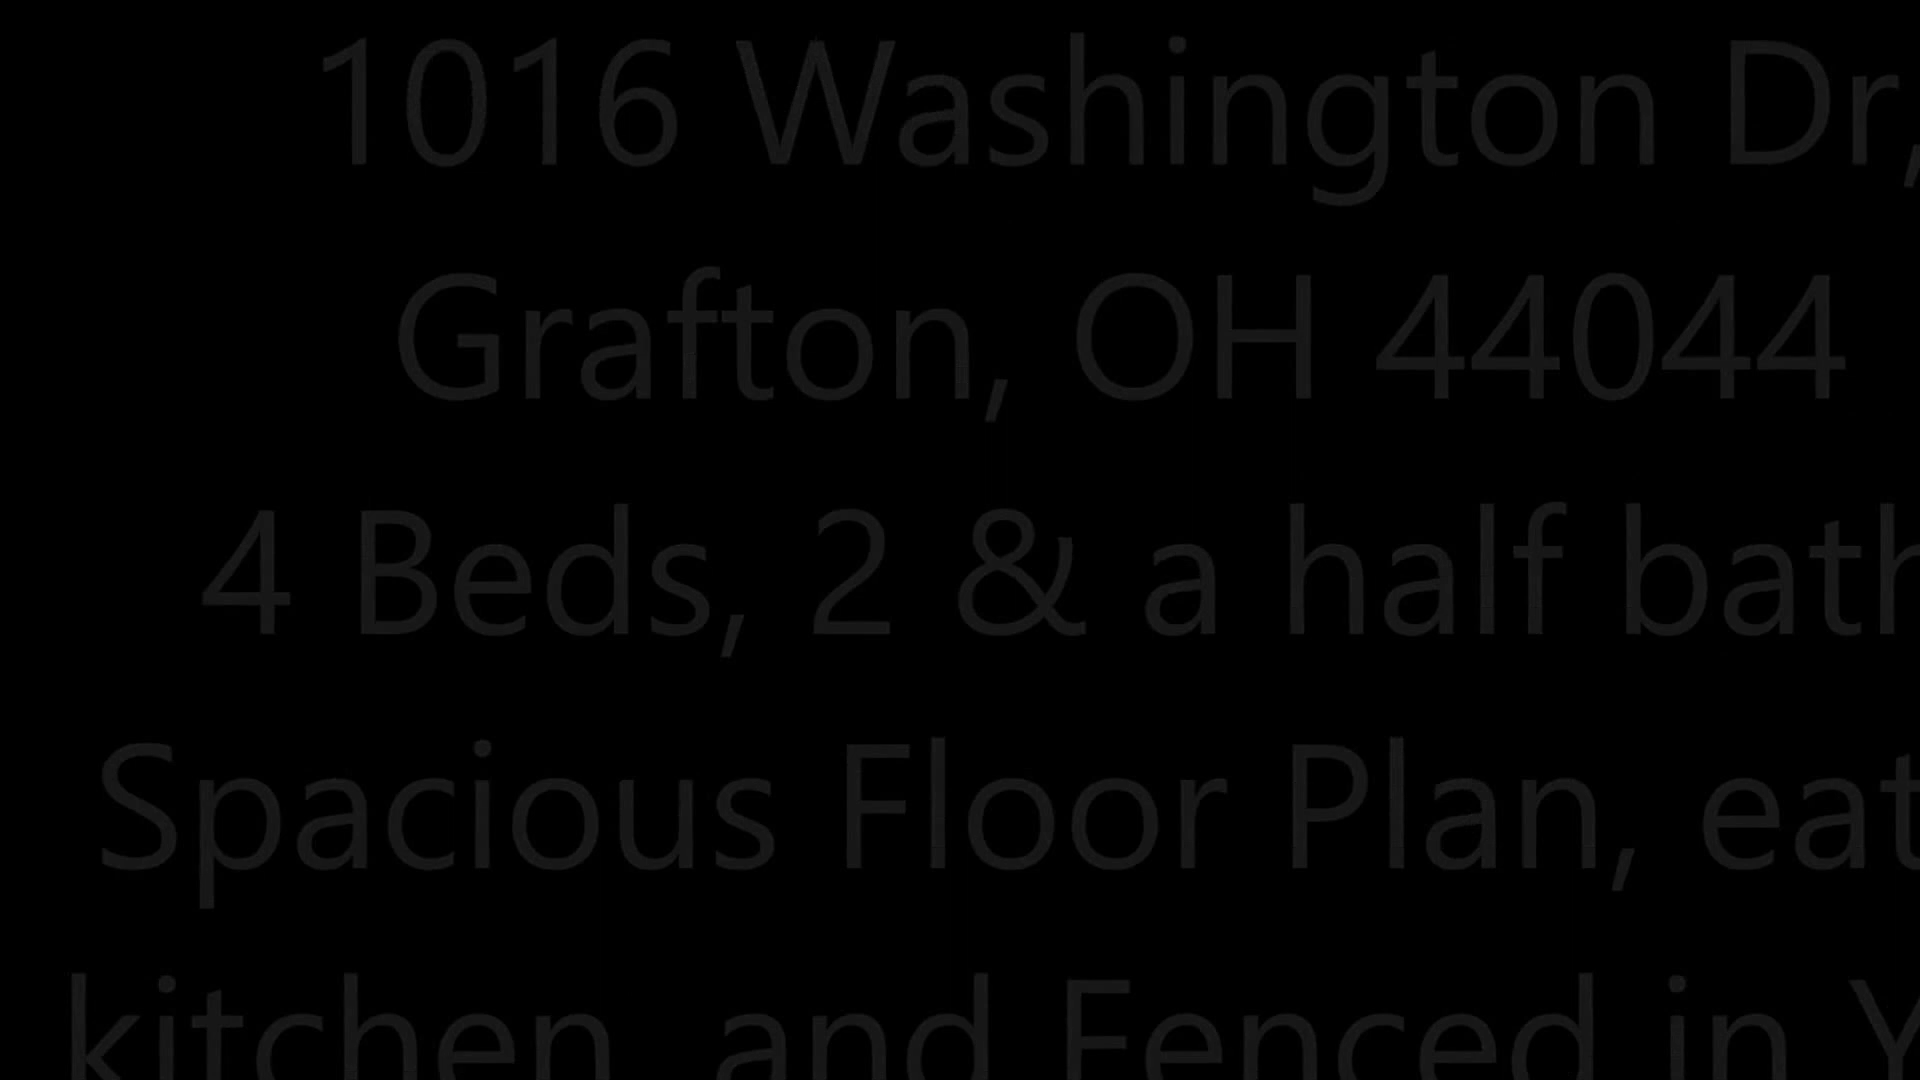 1016 Washington Dr,
Grafton, OH 44044
4 Beds, 2 & a half bath
Spacious Floor Plan, eat
kitchen, and Fenced in Y